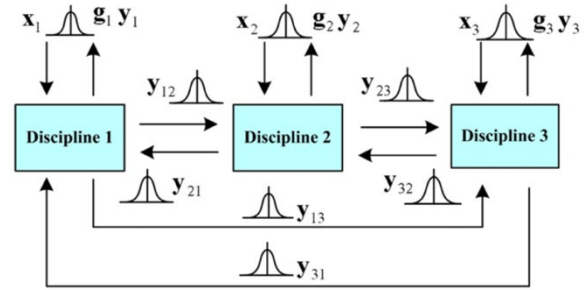 x₁ g₁ y₁ x₂ g₂ y₂ x₃ g₃ y₃
y₁₂ y₂₃
Discipline 1 Discipline 2 Discipline 3
y₂₁ y₁₃ y₃₂
y₃₁